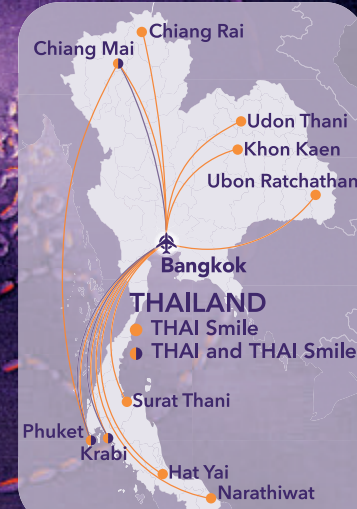 Chiang Rai
Chiang Mai
Udon Thani
Khon Kaen
Ubon Ratchathan
Bangkok
THAILAND
THAI Smile
THAI and THAI Smile
Surat Thani
Phuket
Krabi
Hat Yai
Narathiwat